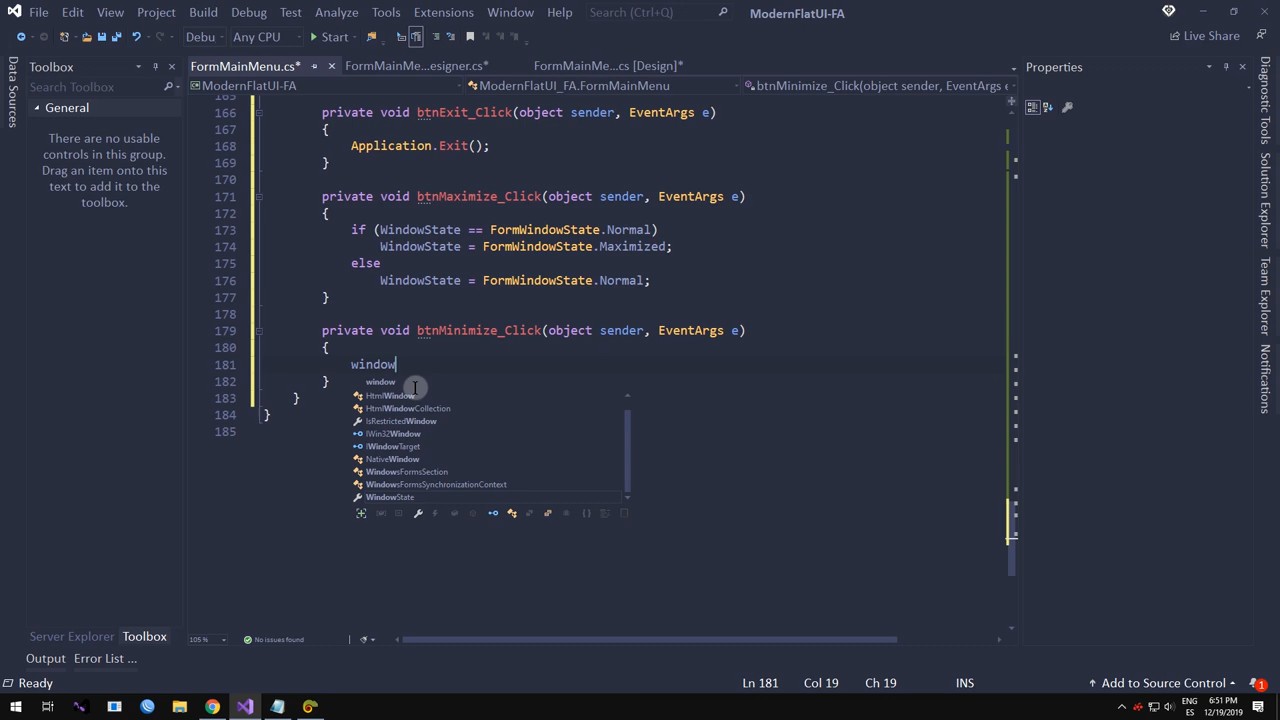 File Edit View Project Build Debug Test Analyze Tools Extensions Window Help Search (Ctrl+Q) ModernFlatUI-FA
Debu Any CPU Start Live Share
Toolbox
Search Toolbox
General
There are no usable
controls in this group.
Drag an item onto this
text to add it to the
toolbox.
Data Sources
FormMainMenu.cs* FormMainMe...esigner.cs* FormMainMe....cs [Design]*
ModernFlatUI-FA ModernFlatUI_FA.FormMainMenu btnMinimize_Click(object sender, EventArgs e
165
166 private void btnExit_Click(object sender, EventArgs e)
167 {
168 Application.Exit();
169 }
170
171 private void btnMaximize_Click(object sender, EventArgs e)
172 {
173 if (WindowState == FormWindowState.Normal)
174 WindowState = FormWindowState.Maximized;
175 else
176 WindowState = FormWindowState.Normal;
177 }
178
179 private void btnMinimize_Click(object sender, EventArgs e)
180 {
181 window
182 }
183 }
184 }
185
window
HtmlWindow
HtmlWindowCollection
IsRestrictedWindow
IWin32Window
IWindowTarget
NativeWindow
WindowsFormsSection
WindowsFormsSynchronizationContext
WindowState
Properties
Diagnostic Tools
Solution Explorer
Team Explorer
Notifications
105 % No issues found
Server Explorer Toolbox
Output Error List ...
Ready Ln 181 Col 19 Ch 19 INS Add to Source Control 1
ENG
ES
6:51 PM
12/19/2019